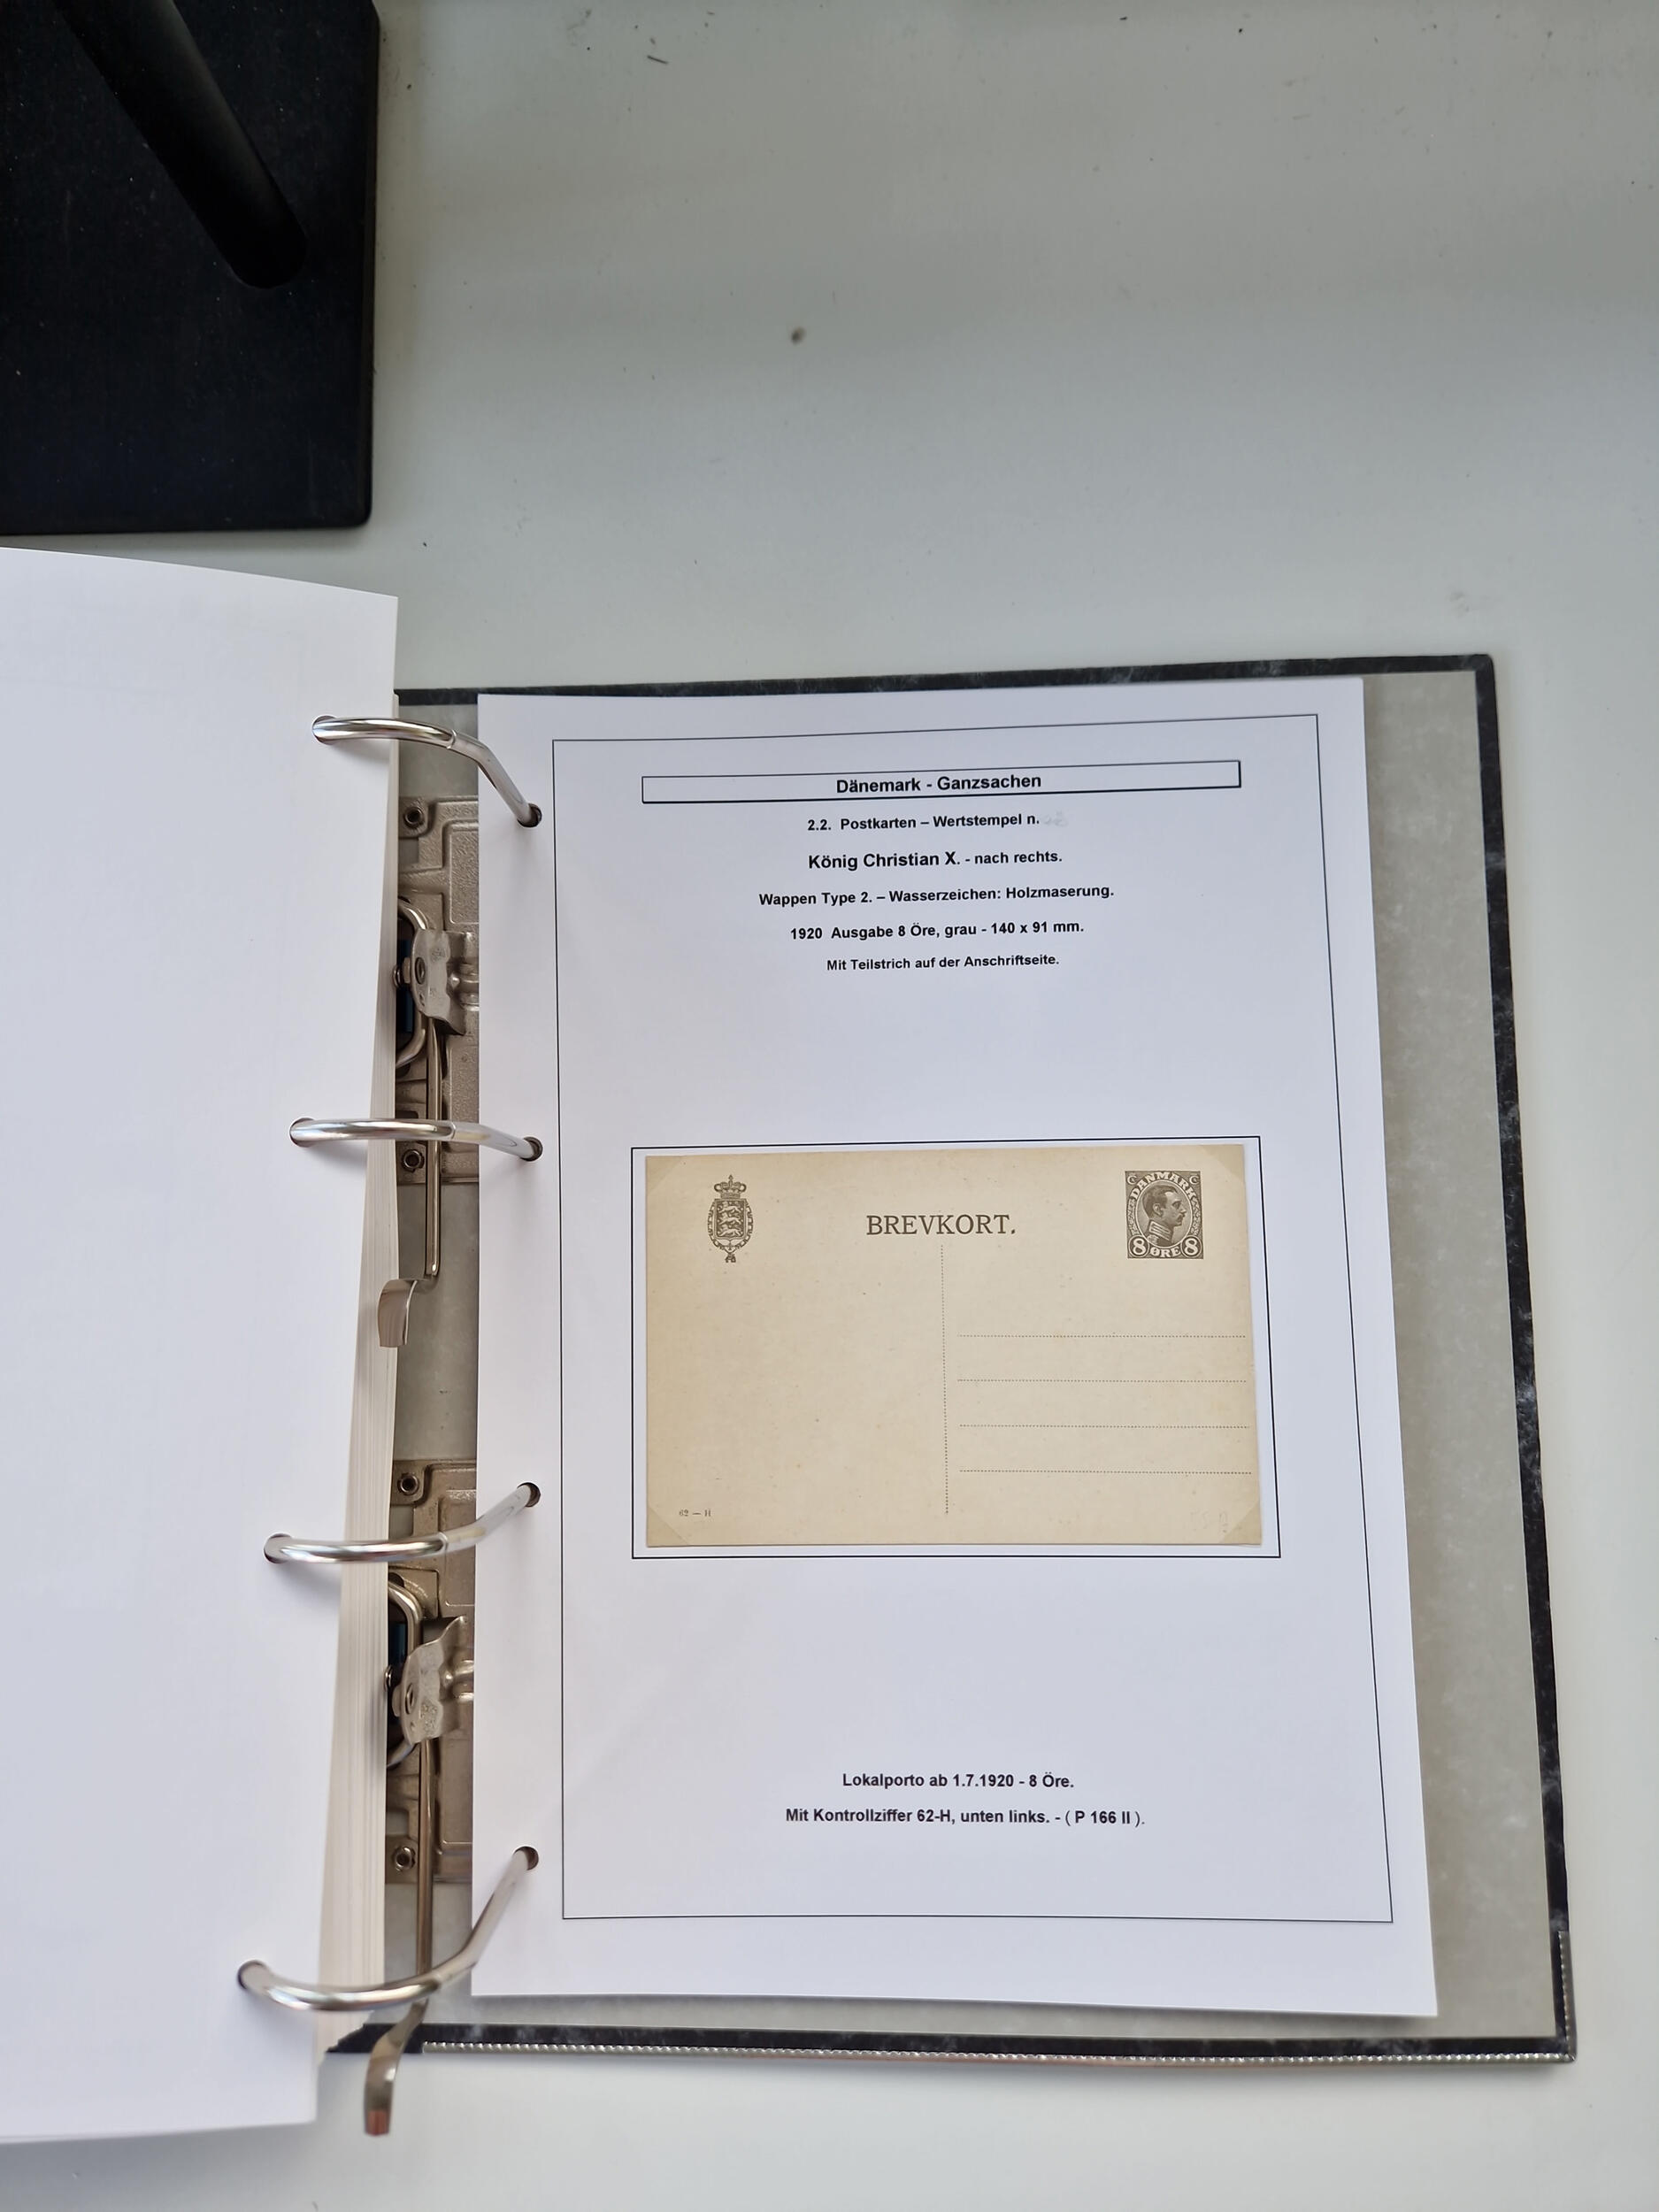 Dänemark - Ganzsachen
2.2. Postkarten – Wertstempel n.
König Christian X. - nach rechts.
Wappen Type 2. – Wasserzeichen: Holzmaserung.
1920 Ausgabe 8 Öre, grau - 140 x 91 mm.
Mit Teilstrich auf der Anschriftseite.
BREVKORT.
DANMARK
8 ØRE 8
62 — H
Lokalporto ab 1.7.1920 - 8 Öre.
Mit Kontrollziffer 62-H, unten links. - ( P 166 II ).